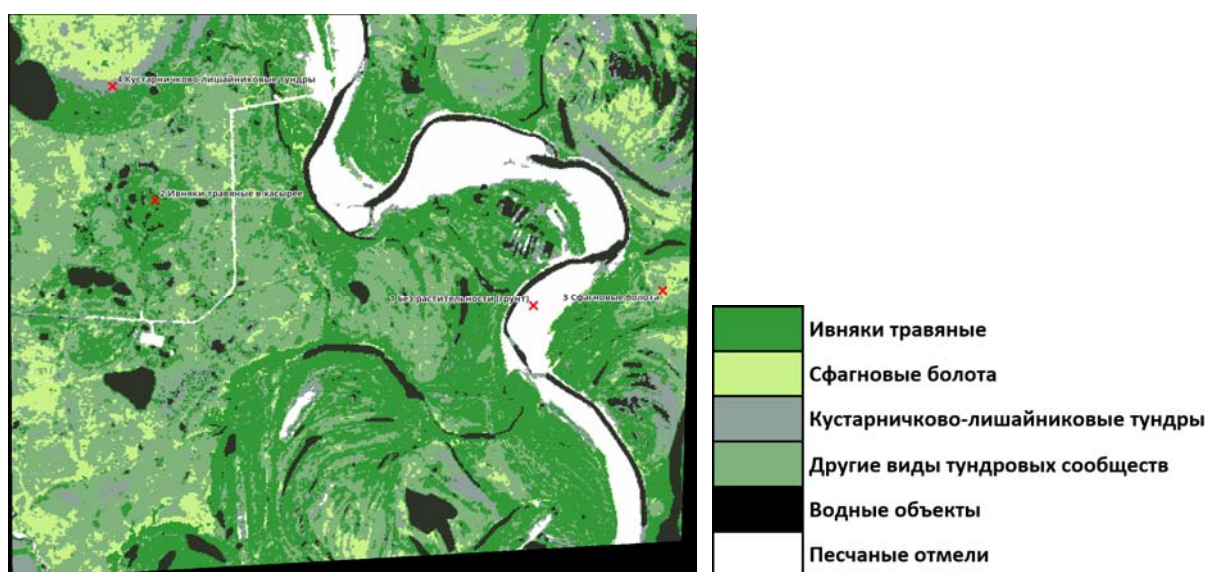 4 Кустарничково-лишайниковые тундры
2 Ивняки травяные в хасырее
1 Без растительности (грунт)
3 Сфагновые болота
Ивняки травяные
Сфагновые болота
Кустарничково-лишайниковые тундры
Другие виды тундровых сообществ
Водные объекты
Песчаные отмели